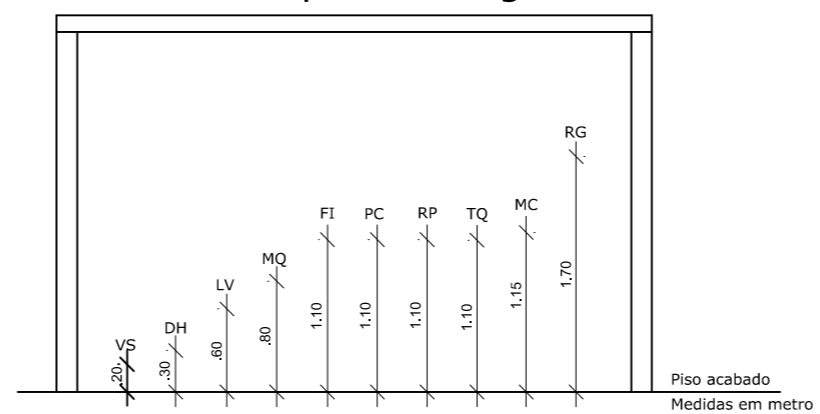 RG
MC
FI PC RP TQ
MQ
LV
DH
VS
.20
.30
.60
.80
1.10
1.10
1.10
1.10
1.15
1.70
Piso acabado
Medidas em metro